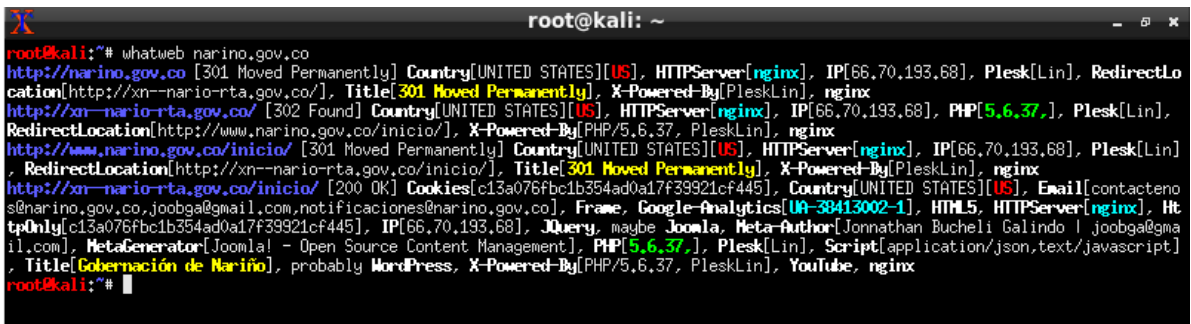 root@kali: ~
root@kali:~# whatweb narino.gov.co
http://narino.gov.co [301 Moved Permanently] Country[UNITED STATES][US], HTTPServer[nginx], IP[66.70.193.68], Plesk[Lin], RedirectLo
cation[http://xn--nario-rta.gov.co/], Title[301 Moved Permanently], X-Powered-By[PleskLin], nginx
http://xn--nario-rta.gov.co/ [302 Found] Country[UNITED STATES][US], HTTPServer[nginx], IP[66.70.193.68], PHP[5.6.37,], Plesk[Lin],
RedirectLocation[http://www.narino.gov.co/inicio/], X-Powered-By[PHP/5.6.37, PleskLin], nginx
http://www.narino.gov.co/inicio/ [301 Moved Permanently] Country[UNITED STATES][US], HTTPServer[nginx], IP[66.70.193.68], Plesk[Lin]
, RedirectLocation[http://xn--nario-rta.gov.co/inicio/], Title[301 Moved Permanently], X-Powered-By[PleskLin], nginx
http://xn--nario-rta.gov.co/inicio/ [200 OK] Cookies[c13a076fbc1b354ad0a17f39921cf445], Country[UNITED STATES][US], Email[contacteno
s@narino.gov.co,joobga@gmail.com,notificaciones@narino.gov.co], Frame, Google-Analytics[UA-38413002-1], HTML5, HTTPServer[nginx], Ht
tpOnly[c13a076fbc1b354ad0a17f39921cf445], IP[66.70.193.68], JQuery, maybe Joomla, Meta-Author[Jonnathan Bucheli Galindo | joobga@gma
il.com], MetaGenerator[Joomla! - Open Source Content Management], PHP[5.6.37,], Plesk[Lin], Script[application/json,text/javascript]
, Title[Gobernación de Nariño], probably WordPress, X-Powered-By[PHP/5.6.37, PleskLin], YouTube, nginx
root@kali:~#